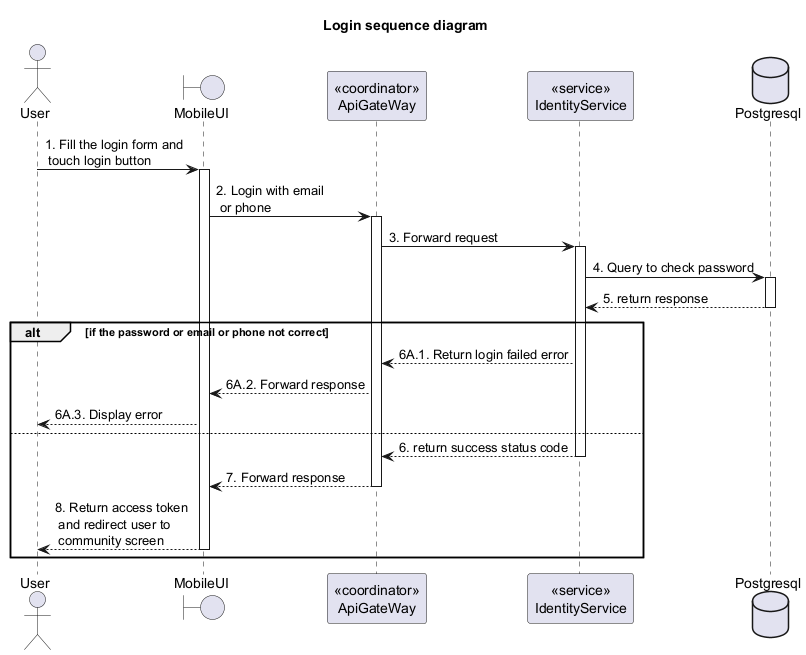 Login sequence diagram
User
MobileUI
«coordinator»
ApiGateWay
«service»
IdentityService
Postgresql
1. Fill the login form and
touch login button
2. Login with email
or phone
3. Forward request
4. Query to check password
5. return response
alt
[if the password or email or phone not correct]
6A.1. Return login failed error
6A.2. Forward response
6A.3. Display error
6. return success status code
7. Forward response
8. Return access token
and redirect user to
community screen
User
MobileUI
«coordinator»
ApiGateWay
«service»
IdentityService
Postgresql